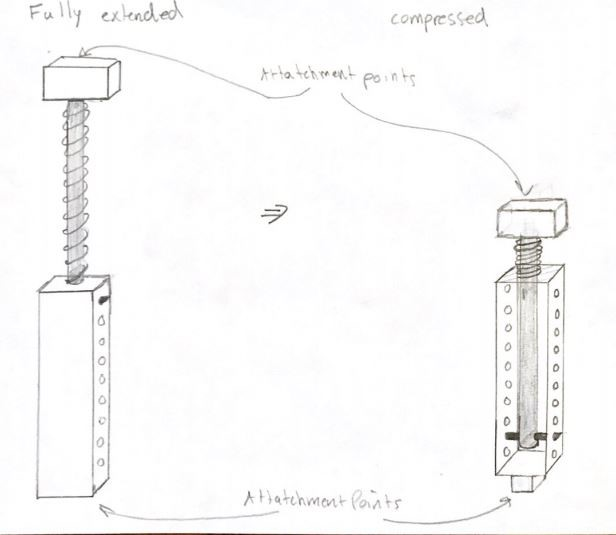 Fully extended
compressed
Attatchment points
Attatchment Points